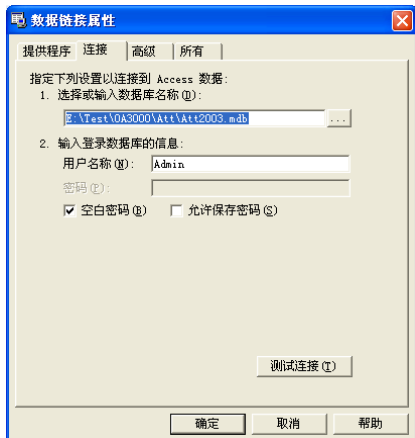 数据链接属性
提供程序 连接 高级 所有
指定下列设置以连接到 Access 数据:
1. 选择或输入数据库名称(D):
E:\Test\OA3000\Att\Att2003.mdb ...
2. 输入登录数据库的信息:
用户名称(N): Admin
密码(P):
空白密码(B) 允许保存密码(S)
测试连接(T)
确定 取消 帮助